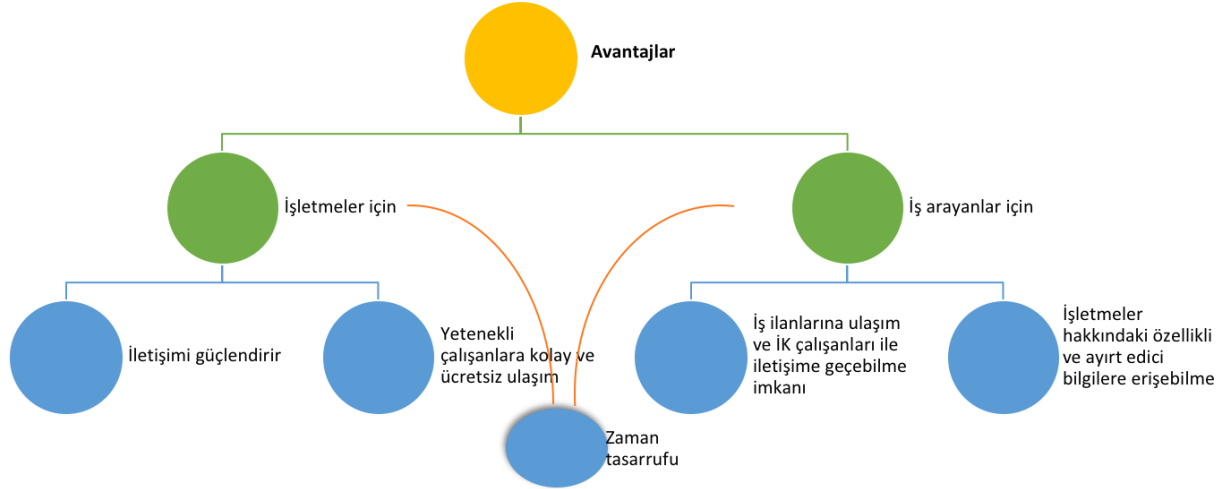 Avantajlar
İşletmeler için
İş arayanlar için
İletişimi güçlendirir
Yetenekli
çalışanlara kolay ve
ücretsiz ulaşım
İş ilanlarına ulaşım
ve İK çalışanları ile
iletişime geçebilme
imkanı
İşletmeler
hakkındaki özellikli
ve ayırt edici
bilgilere erişebilme
Zaman
tasarrufu